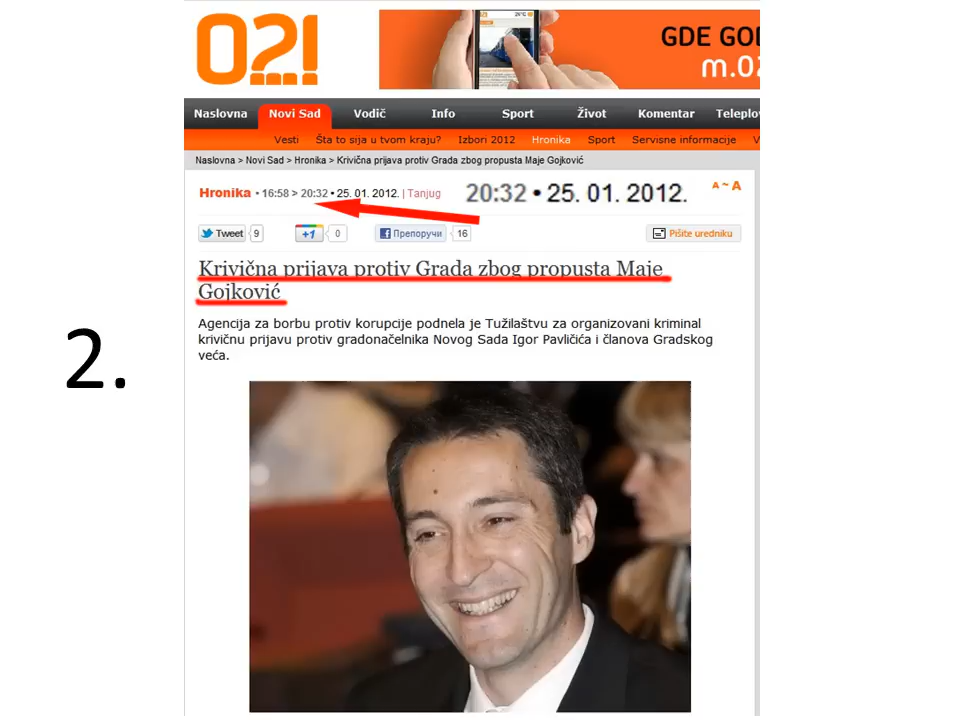 02!
GDE GO
m.02
Naslovna Novi Sad Vodič Info Sport Život Komentar Teleplo
Vesti Šta to sija u tvom kraju? Izbori 2012 Hronika Sport Servisne informacije V
Naslovna > Novi Sad > Hronika > Krivična prijava protiv Grada zbog propusta Maje Gojković
Hronika • 16:58 > 20:32 • 25. 01. 2012. | Tanjug 20:32 • 25. 01. 2012. A ~ A
Tweet 9 +1 0 Препоручи 16 Pišite uredniku
Krivična prijava protiv Grada zbog propusta Maje
Gojković
Agencija za borbu protiv korupcije podnela je Tužilaštvu za organizovani kriminal
krivičnu prijavu protiv gradonačelnika Novog Sada Igor Pavličića i članova Gradskog
veća.
2.